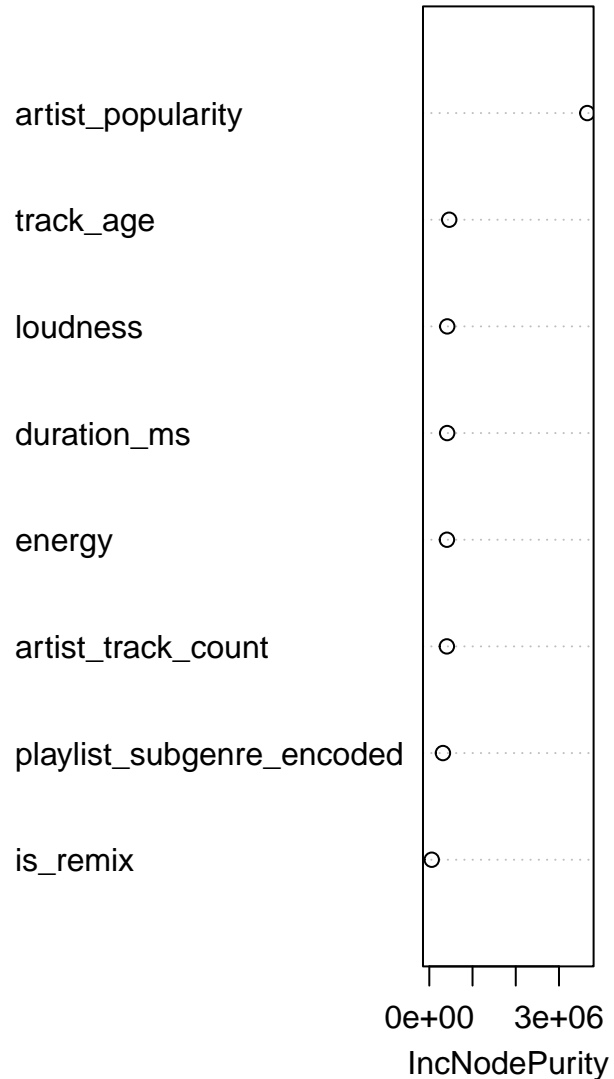 artist_popularity
track_age
loudness
duration_ms
energy
artist_track_count
playlist_subgenre_encoded
is_remix
0e+00 3e+06
IncNodePurity